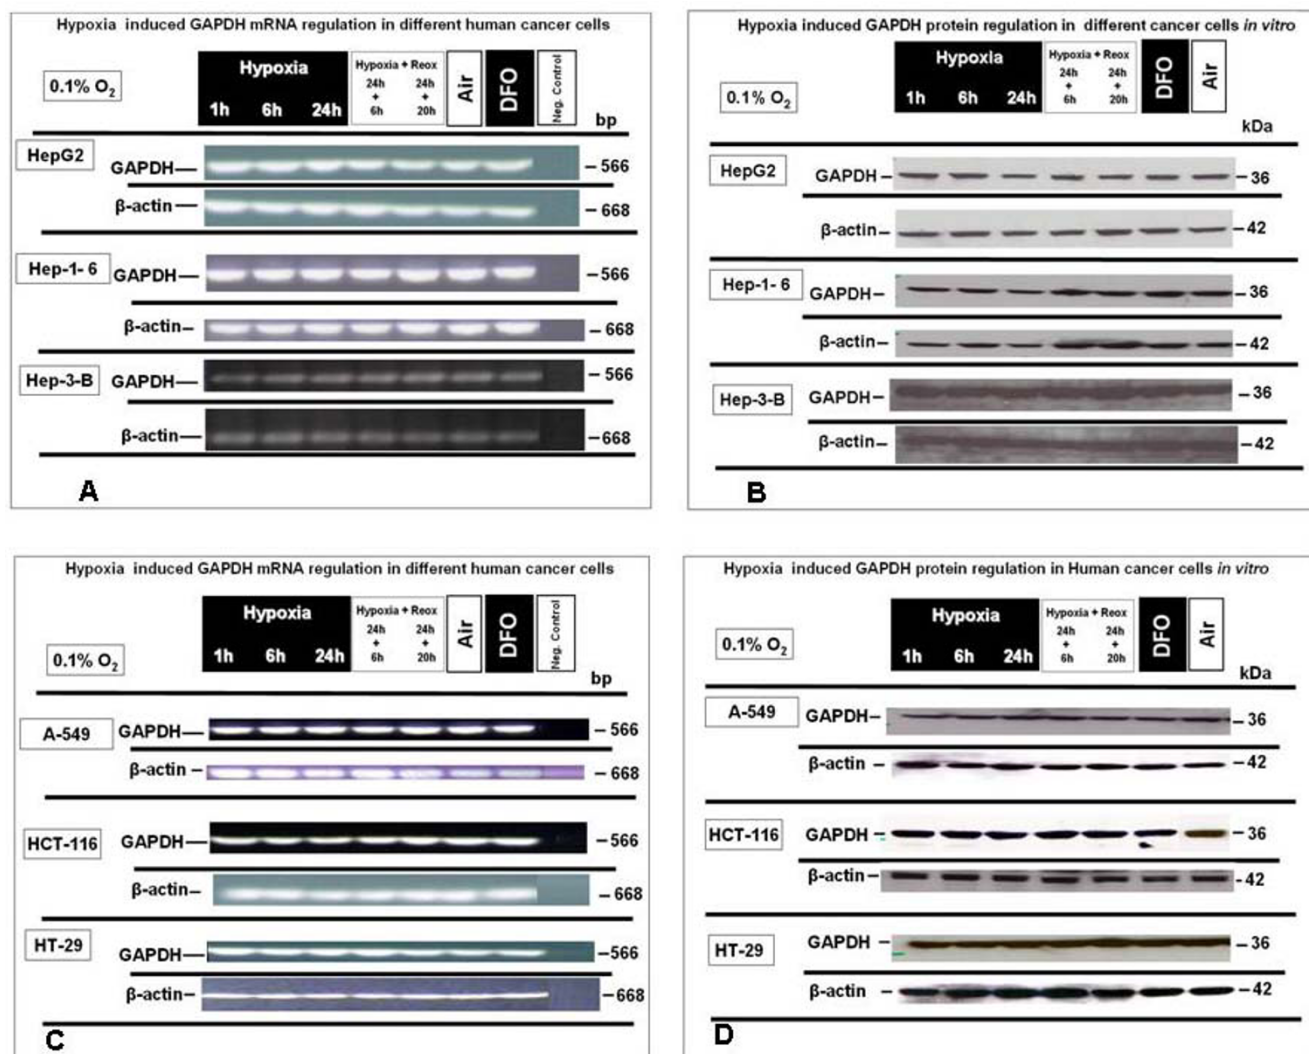 Hypoxia induced GAPDH mRNA regulation in different human cancer cells
0.1% O₂
Hypoxia
1h 6h 24h
Hypoxia + Reox
24h 24h
+ +
6h 20h
Air
DFO
Neg. Control
bp
HepG2
GAPDH— –566
β-actin– –668
Hep-1- 6
GAPDH– –566
β-actin– –668
Hep-3-B
GAPDH— –566
β-actin— –668
A
Hypoxia induced GAPDH protein regulation in different cancer cells in vitro
0.1% O₂
Hypoxia
1h 6h 24h
Hypoxia + Reox
24h 24h
+ +
6h 20h
DFO
Air
kDa
HepG2
GAPDH – –36
β-actin– –42
Hep-1- 6
GAPDH– –36
β-actin– –42
Hep-3-B
GAPDH– –36
β-actin– –42
B
Hypoxia induced GAPDH mRNA regulation in different human cancer cells
0.1% O₂
Hypoxia
1h 6h 24h
Hypoxia + Reox
24h 24h
+ +
6h 20h
Air
DFO
Neg. Control
bp
A-549
GAPDH— –566
β-actin – –668
HCT-116
GAPDH— –566
β-actin– –668
HT-29
GAPDH— –566
β-actin– –668
C
Hypoxia induced GAPDH protein regulation in Human cancer cells in vitro
0.1% O₂
Hypoxia
1h 6h 24h
Hypoxia + Reox
24h 24h
+ +
6h 20h
DFO
Air
kDa
A-549
GAPDH– –36
β-actin – –42
HCT-116
GAPDH – –36
β-actin– -42
HT-29
GAPDH – –36
β-actin – –42
D